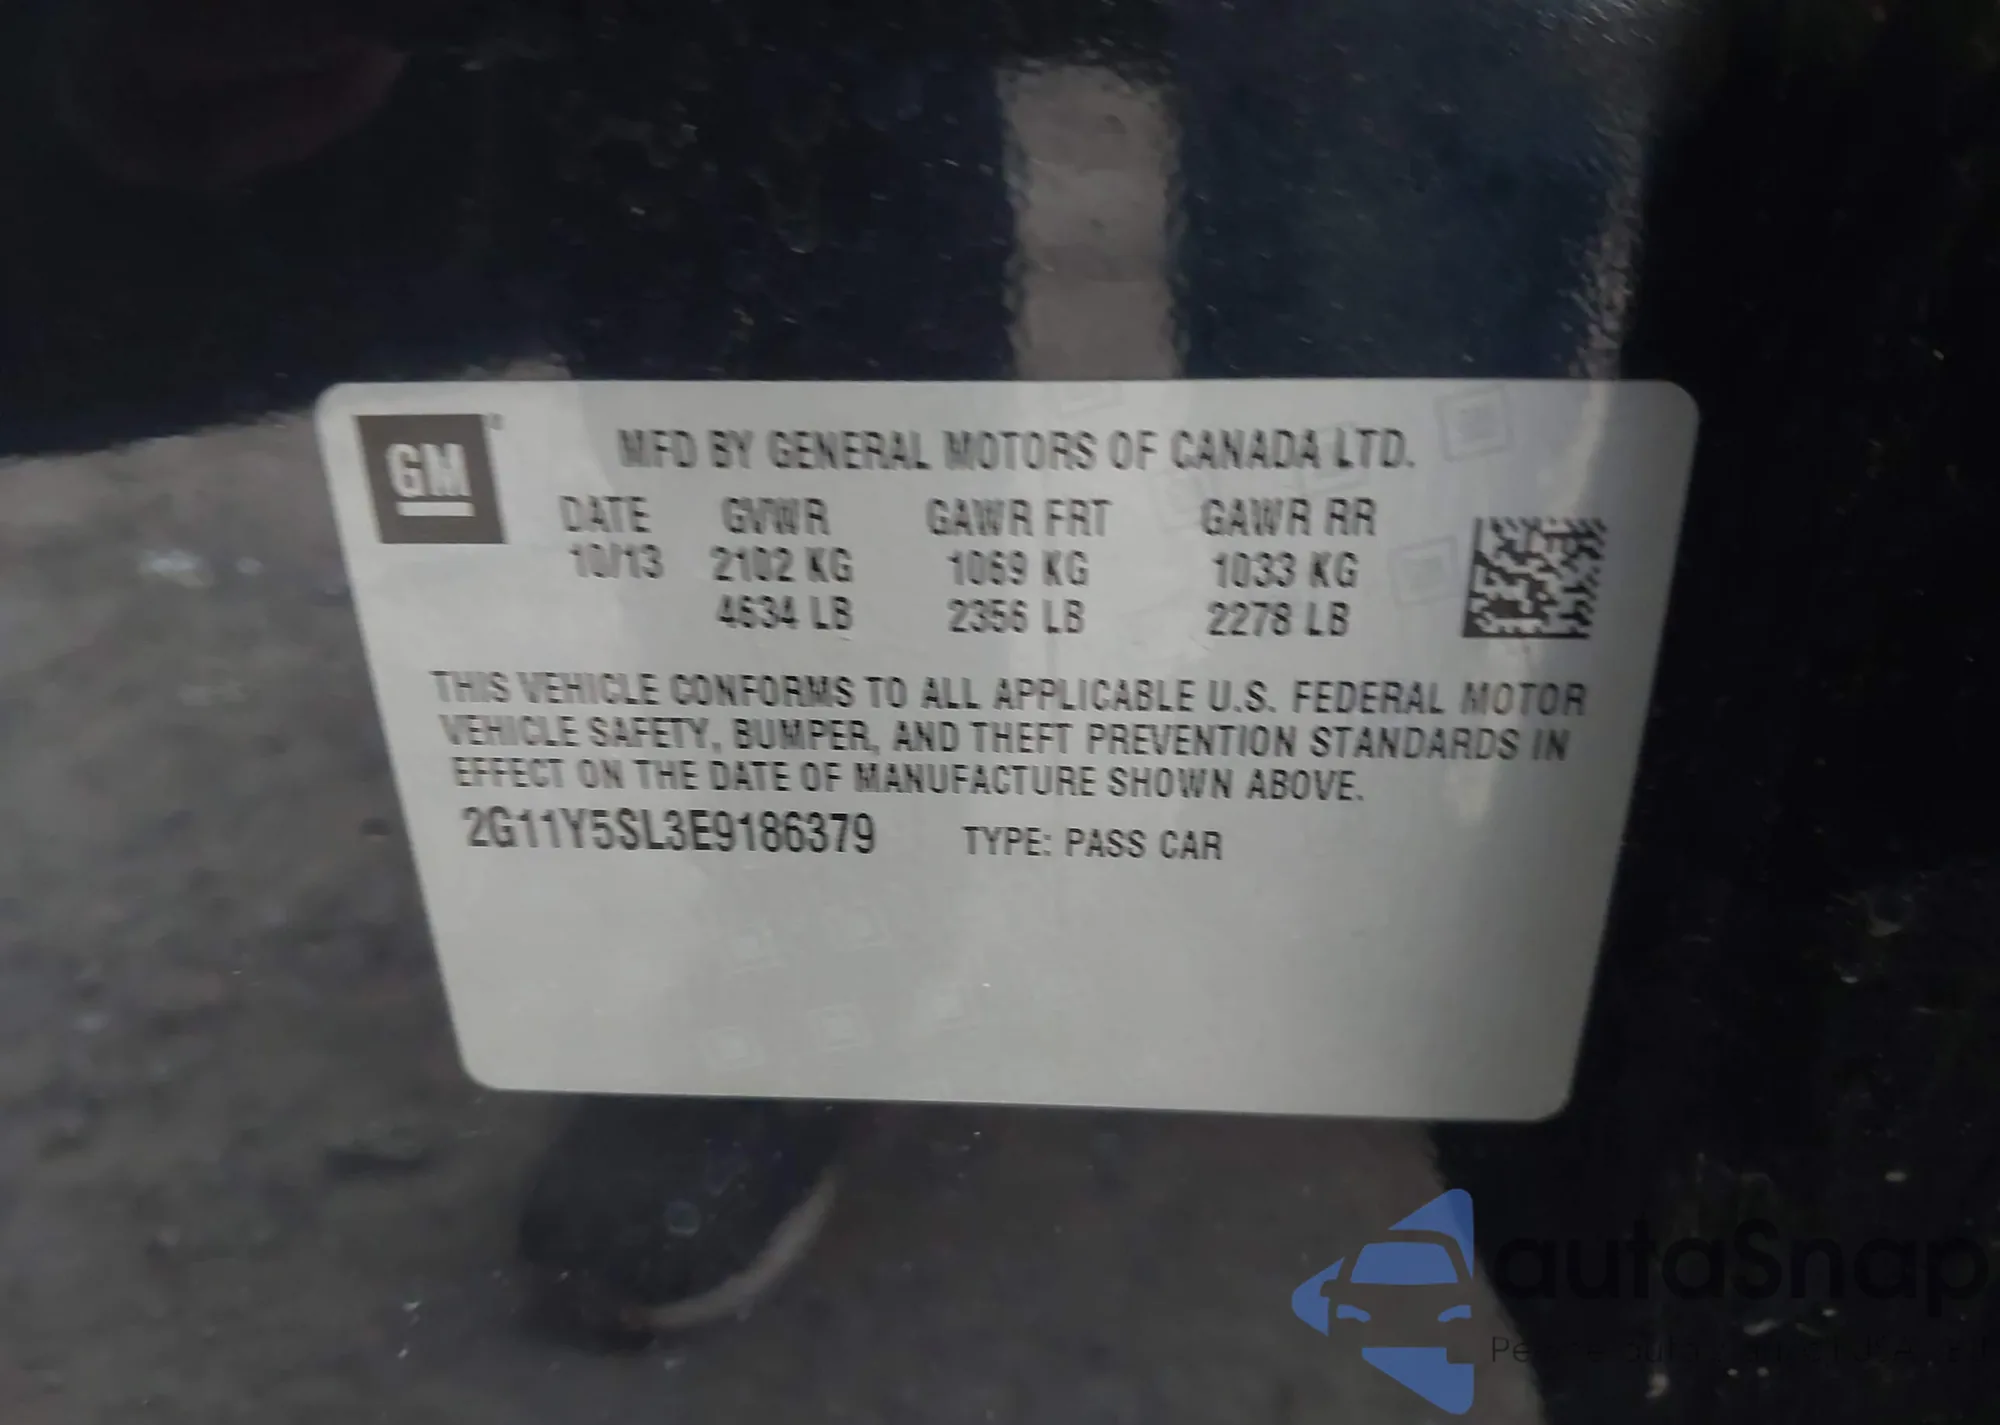 GM
MFD BY GENERAL MOTORS OF CANADA LTD.
DATE GVWR GAWR FRT GAWR RR
10/13 2102 KG 1069 KG 1033 KG
4634 LB 2356 LB 2278 LB
THIS VEHICLE CONFORMS TO ALL APPLICABLE U.S. FEDERAL MOTOR
VEHICLE SAFETY, BUMPER, AND THEFT PREVENTION STANDARDS IN
EFFECT ON THE DATE OF MANUFACTURE SHOWN ABOVE.
2G11Y5SL3E9186379 TYPE: PASS CAR
autaSnap